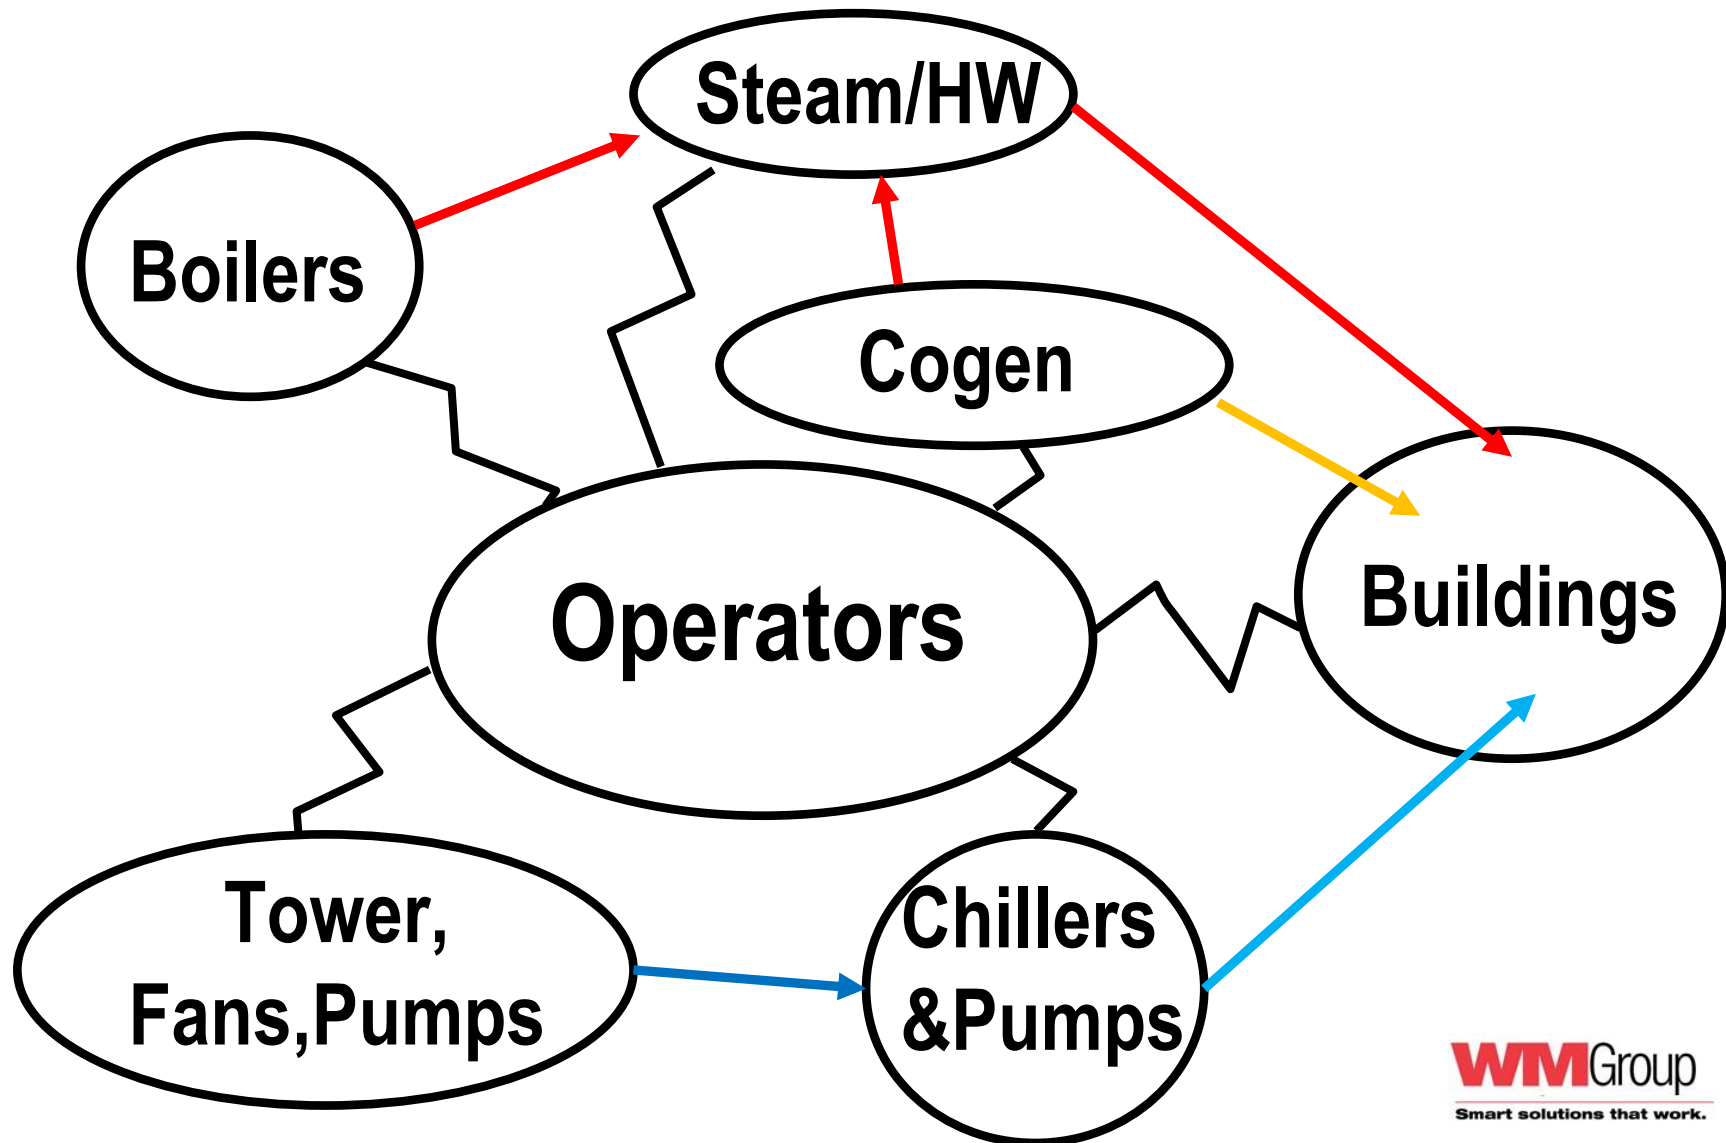 Steam/HW
Boilers
Cogen
Operators
Buildings
Tower,
Fans,Pumps
Chillers
&Pumps
WMGroup
Smart solutions that work.